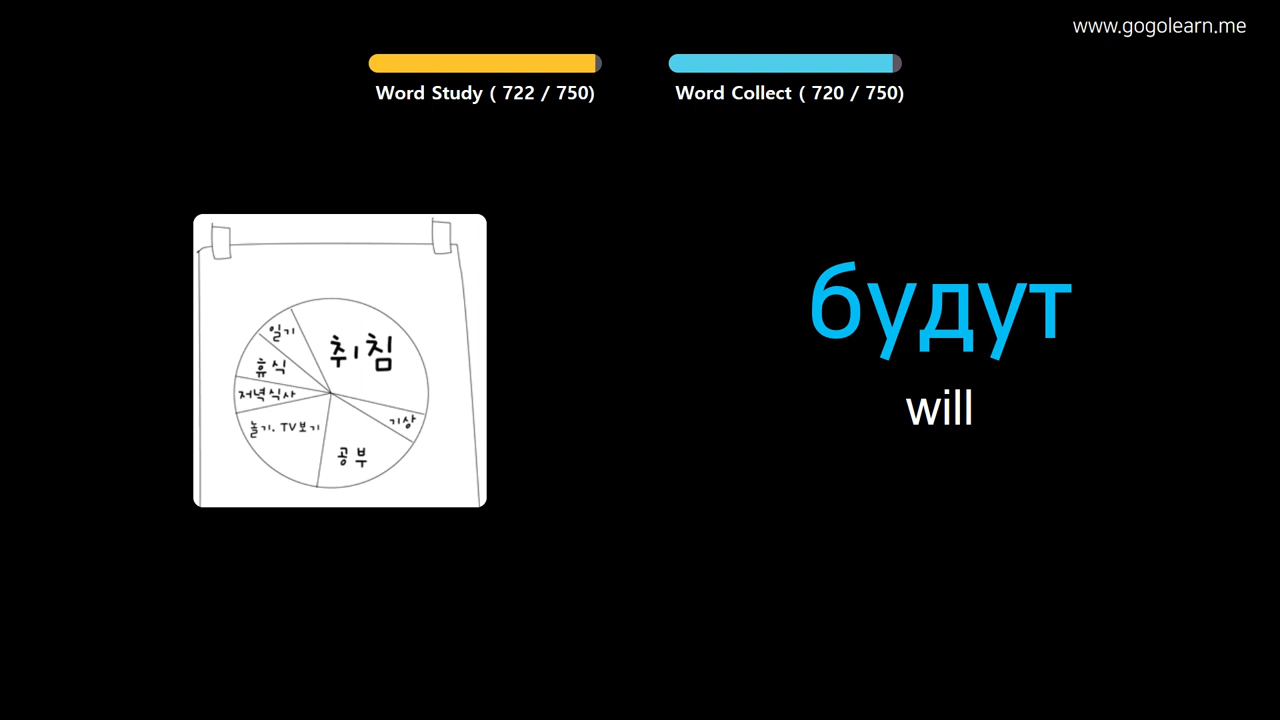 www.gogolearn.me
Word Study ( 722 / 750)
Word Collect ( 720 / 750)
일기
취침
휴식
저녁식사
기상
놀기. TV보기
공부
будут
will